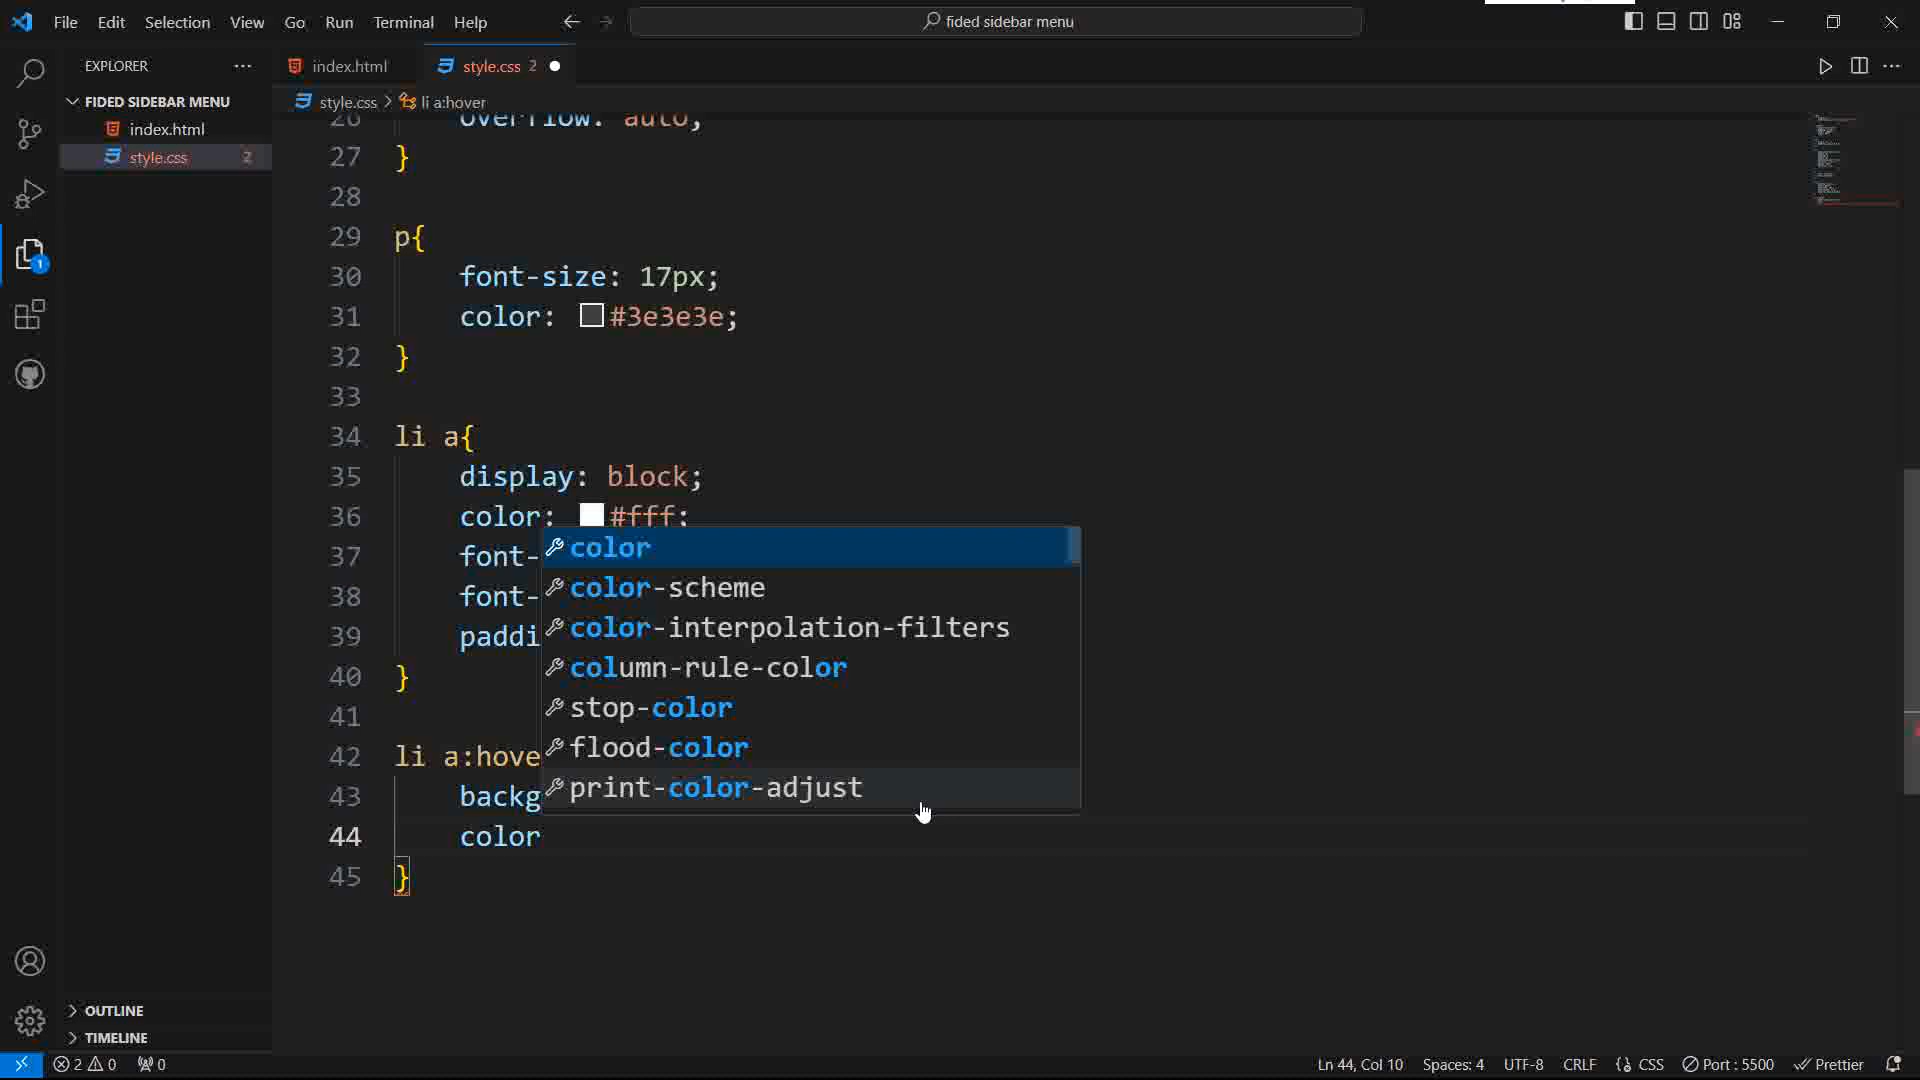 File Edit Selection View Go Run Terminal Help
fided sidebar menu
EXPLORER
index.html
style.css 2
FIDED SIDEBAR MENU
style.css > li a:hover
index.html
style.css 2
1
26 overflow: auto;
27 }
28
29 p{
30 font-size: 17px;
31 color: #3e3e3e;
32 }
33
34 li a{
35 display: block;
36 color: #fff;
37 font-
38 font-
39 paddi
40 }
41
42 li a:hove
43 backg
44 color
45 }
color
color-scheme
color-interpolation-filters
column-rule-color
stop-color
flood-color
print-color-adjust
OUTLINE
TIMELINE
2 0 0
Ln 44, Col 10 Spaces: 4 UTF-8 CRLF {} CSS Port : 5500 Prettier